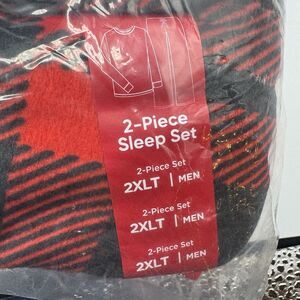 2-Piece
Sleep Set
2-Piece Set
2XLT | MEN
2-Piece Set
2XLT | MEN
2-Piece Set
2XLT | MEN